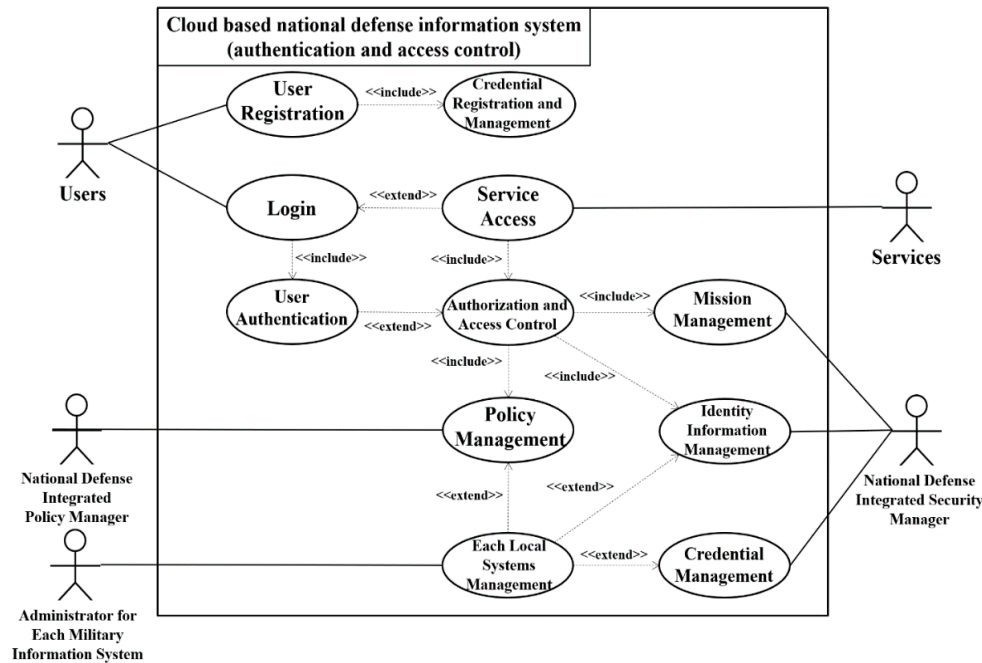 Cloud based national defense information system
(authentication and access control)
User
Registration
<<include>>
Credential
Registration and
Management
Users
Login
<<extend>>
Service
Access
Services
<<include>>
<<include>>
User
Authentication
<<extend>>
Authorization and
Access Control
<<include>>
Mission
Management
<<include>>
<<include>>
Policy
Management
Identity
Information
Management
National Defense
Integrated
Policy Manager
National Defense
Integrated Security
Manager
<<extend>>
<<extend>>
Each Local
Systems
Management
<<extend>>
Credential
Management
Administrator for
Each Military
Information System